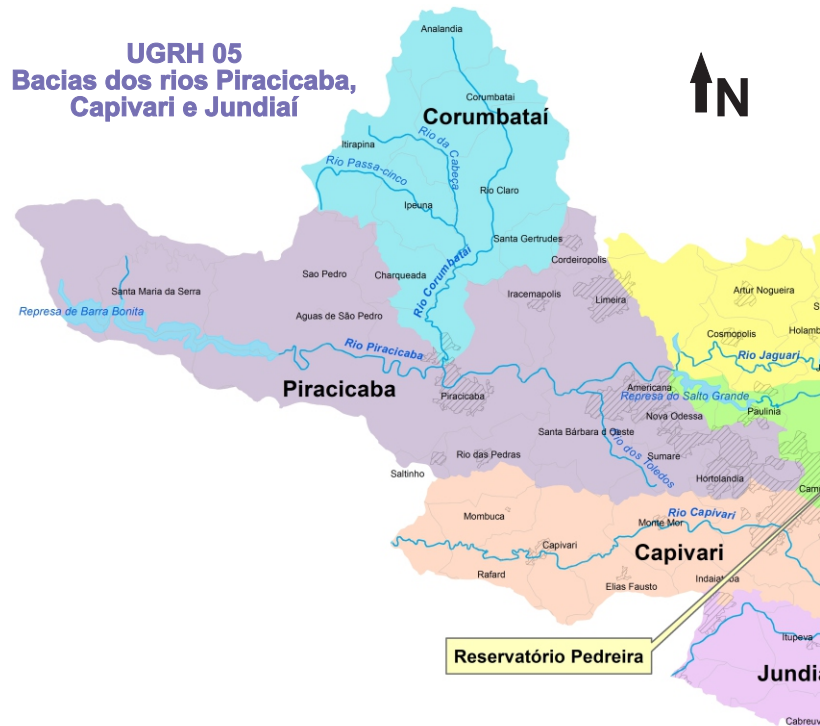 UGRH 05
Bacias dos rios Piracicaba,
Capivari e Jundiaí
N
Analandia
Corumbatai
Corumbataí
Rio da Cabeça
Itirapina
Rio Passa-cinco
Rio Claro
Ipeuna
Santa Gertrudes
Cordeiropolis
Rio Corumbataí
Sao Pedro
Charqueada
Santa Maria da Serra
Iracemapolis
Limeira
Artur Nogueira
Represa de Barra Bonita
Aguas de São Pedro
Cosmopolis
Holamb
Rio Piracicaba
Rio Jaguari
Piracicaba
Piracicaba
Americana
Represa do Salto Grande
Nova Odessa
Paulinia
Santa Bárbara d Oeste
Rio dos Toledos
Rio das Pedras
Sumare
Saltinho
Hortolandia
Camp
Mombuca
Rio Capivari
Monte Mor
Capivari
Capivari
Rafard
Elias Fausto
Indaiatuba
Itupeva
Reservatório Pedreira
Jundia
Cabreuv